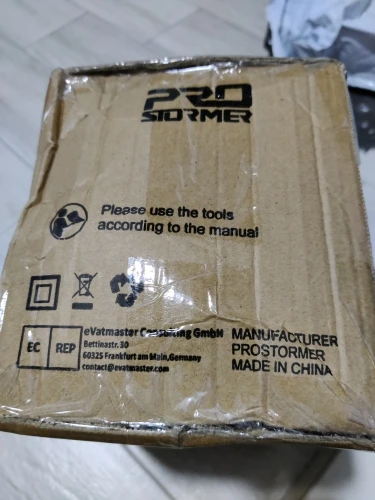 PRO
STORMER
Please use the tools
according to the manual
eVatmaster Consulting GmbH
Bettinastr. 30
60325 Frankfurt am Main,Germany
contact@evatmaster.com
EC REP
MANUFACTURER
PROSTORMER
MADE IN CHINA